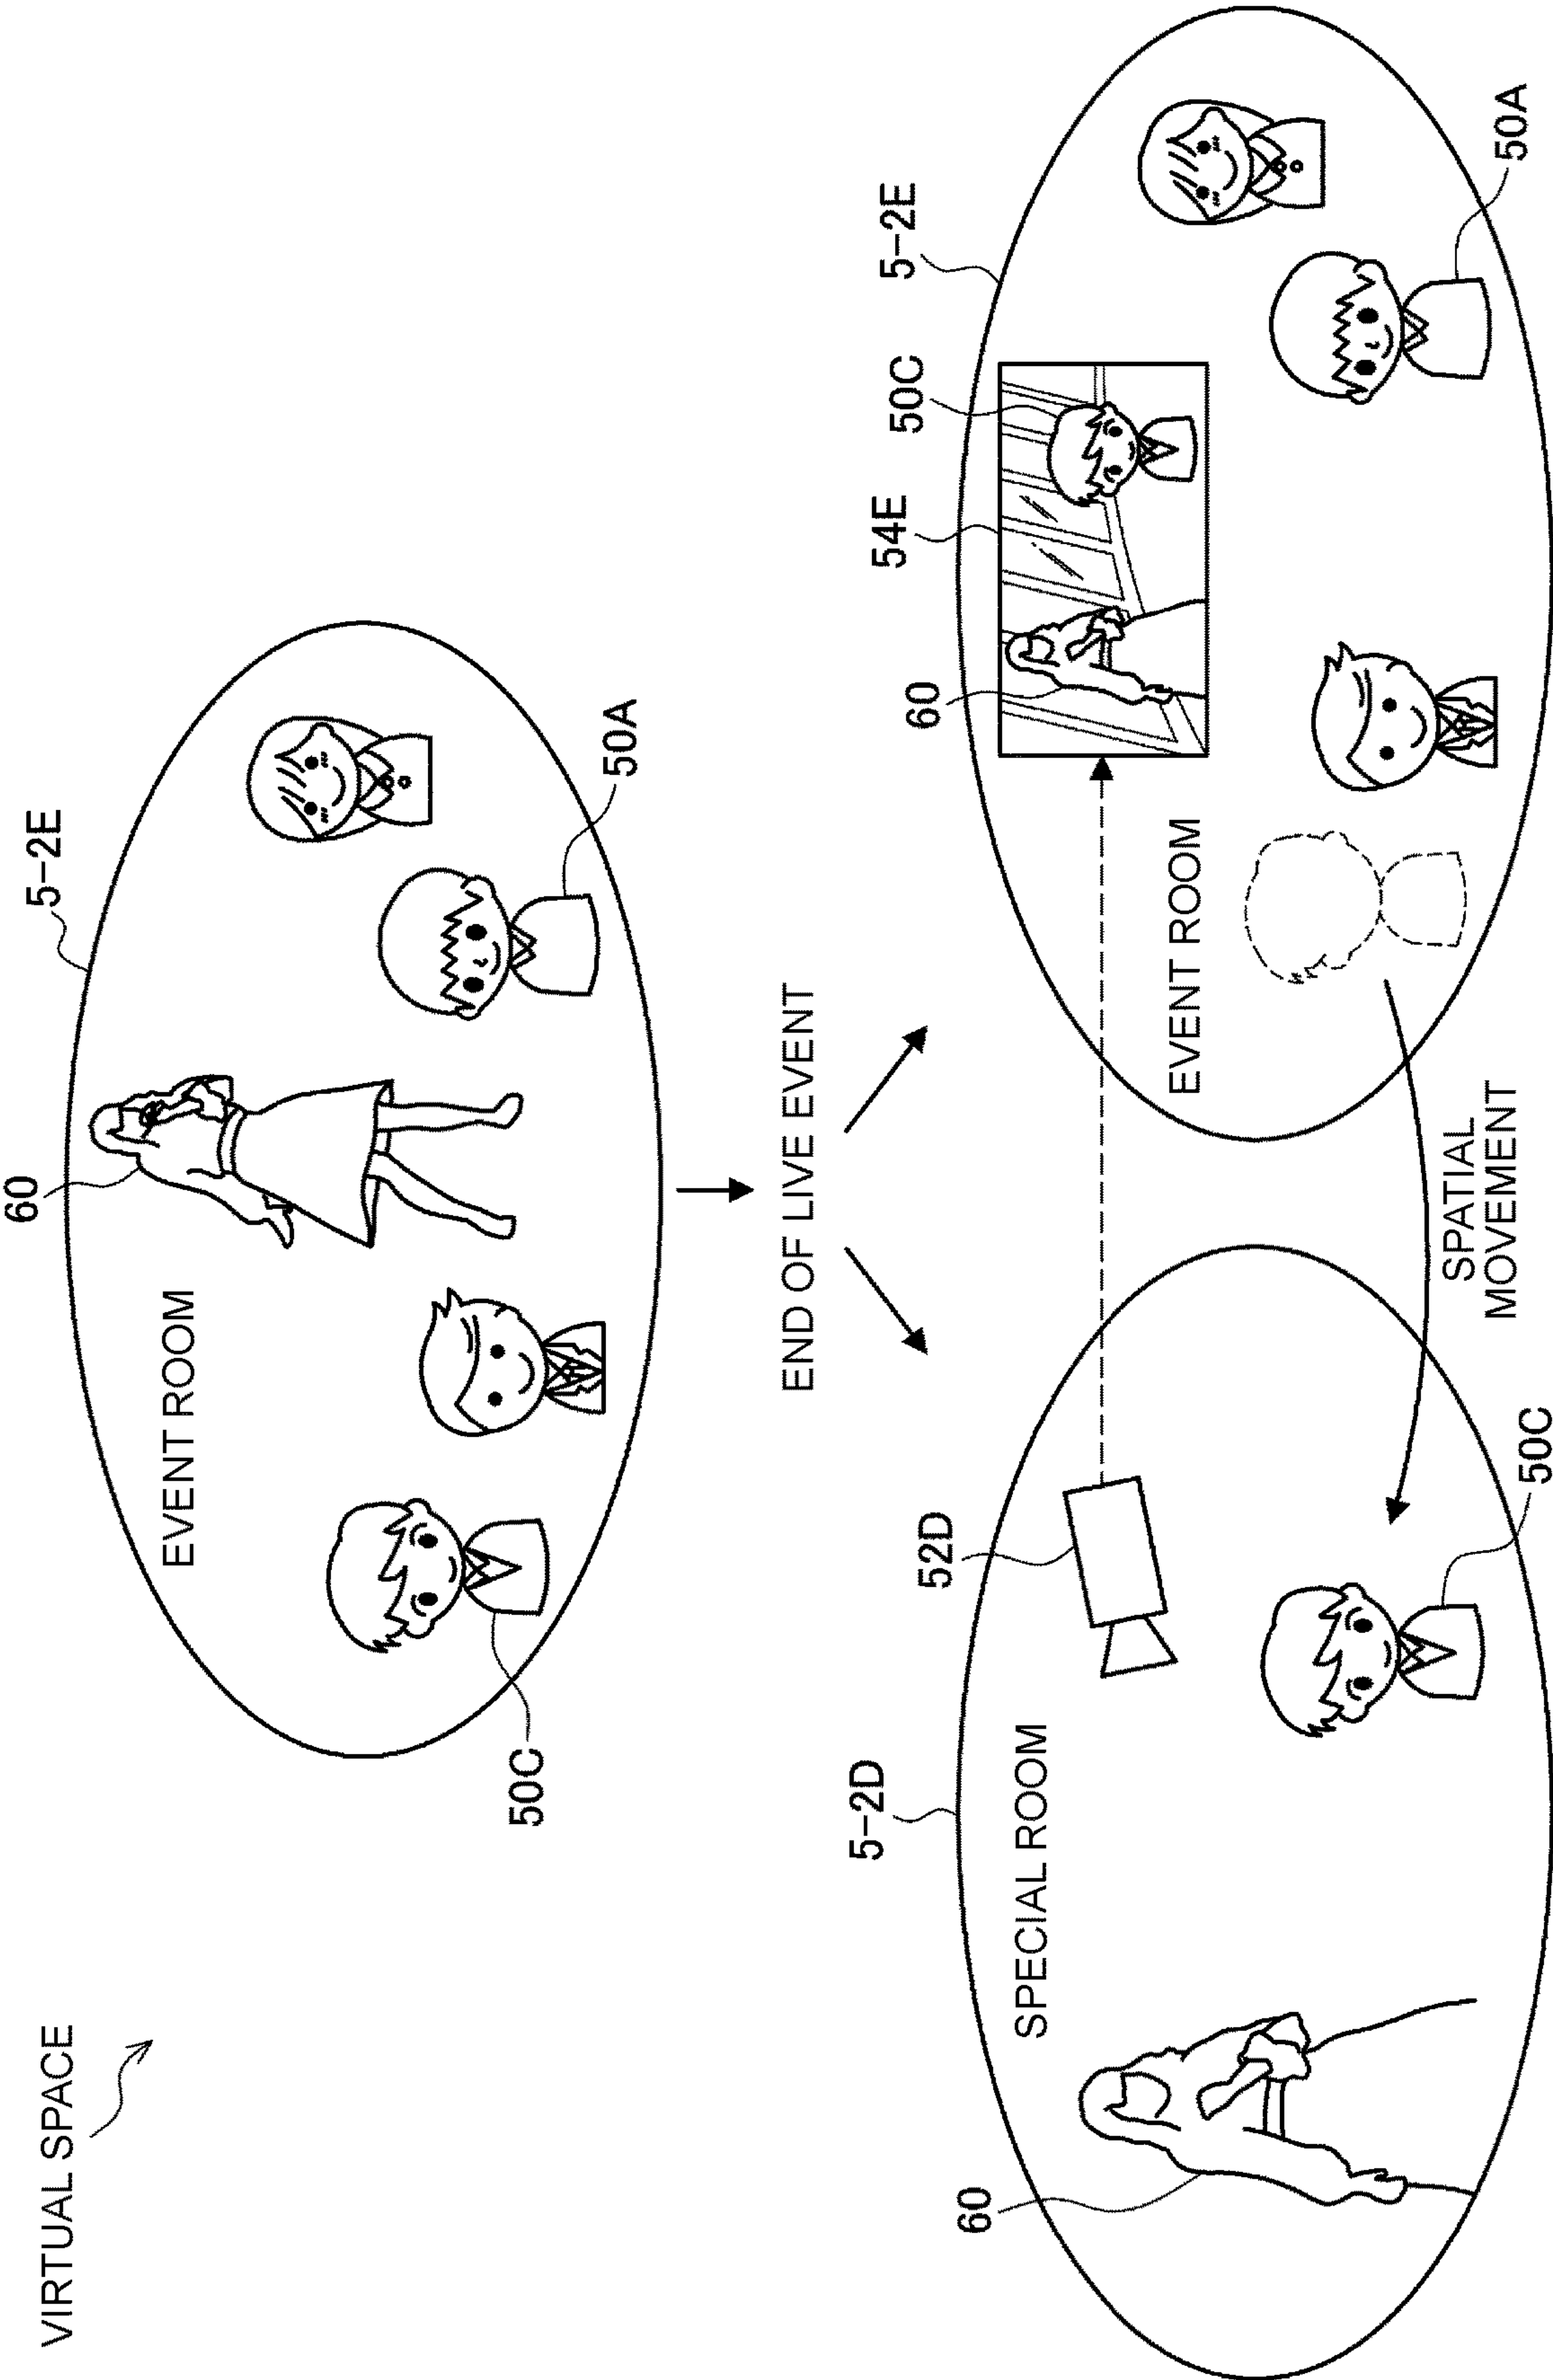 VIRTUAL SPACE
60
5-2E
EVENT ROOM
50C
50A
END OF LIVE EVENT
5-2D
52D
60
SPECIAL ROOM
50C
SPATIAL
MOVEMENT
60
54E
50C
5-2E
EVENT ROOM
50A